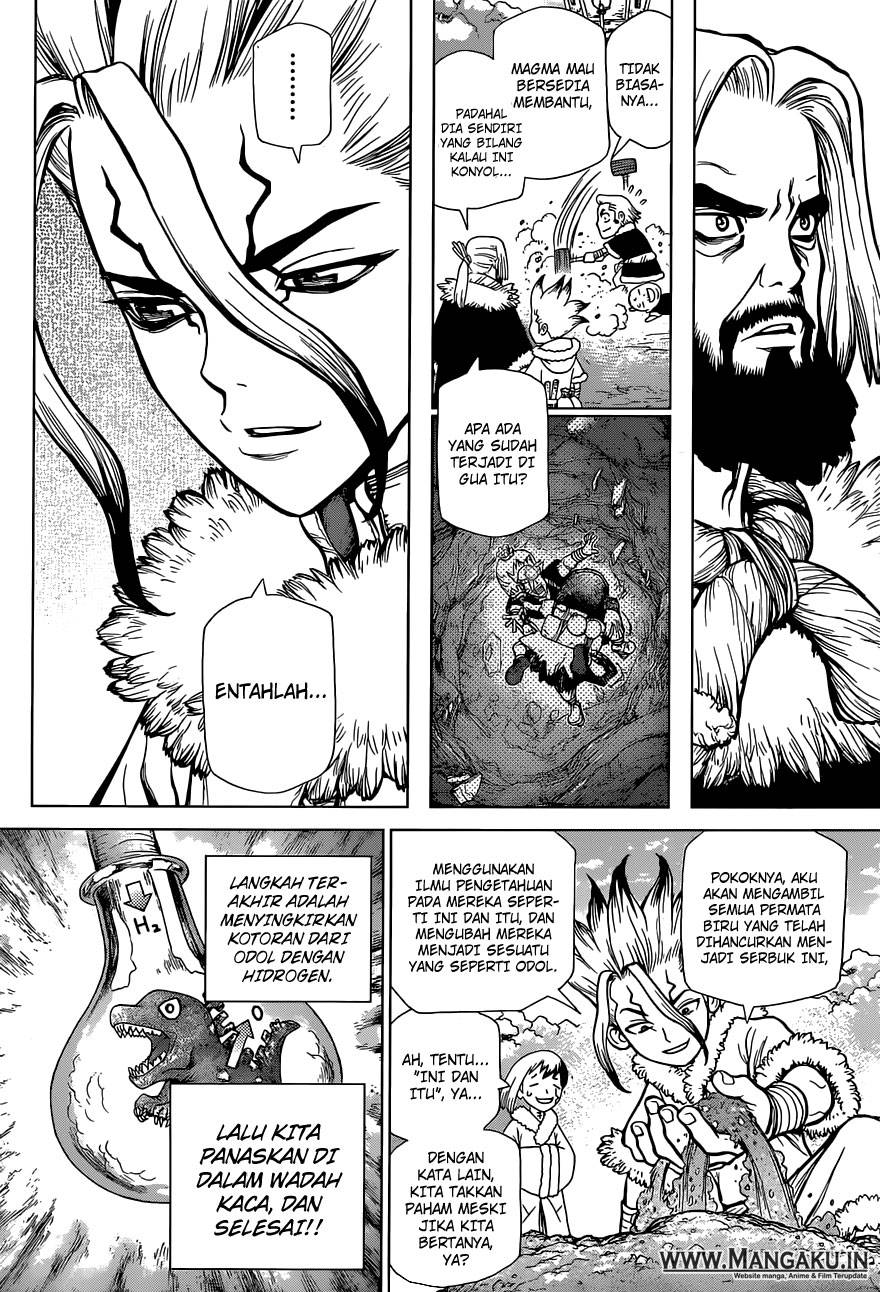 TIDAK
BIASA-
NYA...
MAGMA MAU
BERSEDIA
MEMBANTU,
PADAHAL
DIA SENDIRI
YANG BILANG
KALAU INI
KONYOL...
APA ADA
YANG SUDAH
TERJADI DI
GUA ITU?
........
ENTAHLAH...
POKOKNYA, AKU
AKAN MENGAMBIL
SEMUA PERMATA
BIRU YANG TELAH
DIHANCURKAN MEN-
JADI SERBUK INI,
MENGGUNAKAN
ILMU PENGETAHUAN
PADA MEREKA SEPER-
TI INI DAN ITU, DAN
MENGUBAH MEREKA
MENJADI SESUATU
YANG SEPERTI ODOL.
AH, TENTU...
"INI DAN
ITU", YA...
DENGAN
KATA LAIN,
KITA TAKKAN
PAHAM MESKI
JIKA KITA
BERTANYA,
YA?
LANGKAH TER-
AKHIR ADALAH
MENYINGKIRKAN
KOTORAN DARI
ODOL DENGAN
HIDROGEN.
H2
O
LALU KITA
PANASKAN DI
DALAM WADAH
KACA, DAN
SELESAI!!
www.Mangaku.in
Website manga, Anime & Film Terupdate